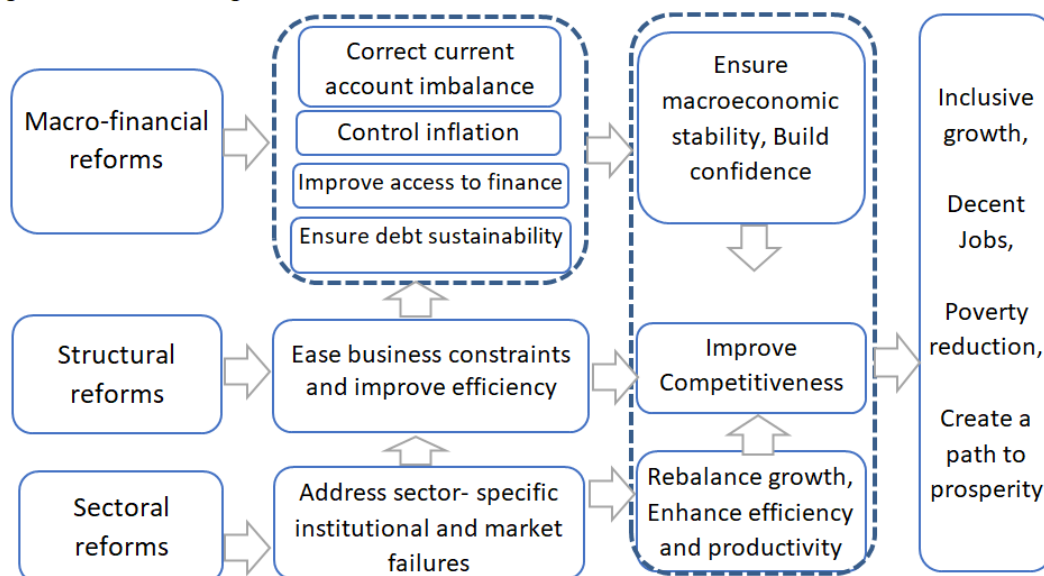 Macro-financial
reforms
Correct current
account imbalance
Control inflation
Improve access to finance
Ensure debt sustainability
Ensure
macroeconomic
stability, Build
confidence
Structural
reforms
Ease business constraints
and improve efficiency
Improve
Competitiveness
Sectoral
reforms
Address sector- specific
institutional and market
failures
Rebalance growth,
Enhance efficiency
and productivity
Inclusive
growth,
Decent
Jobs,
Poverty
reduction,
Create a
path to
prosperity